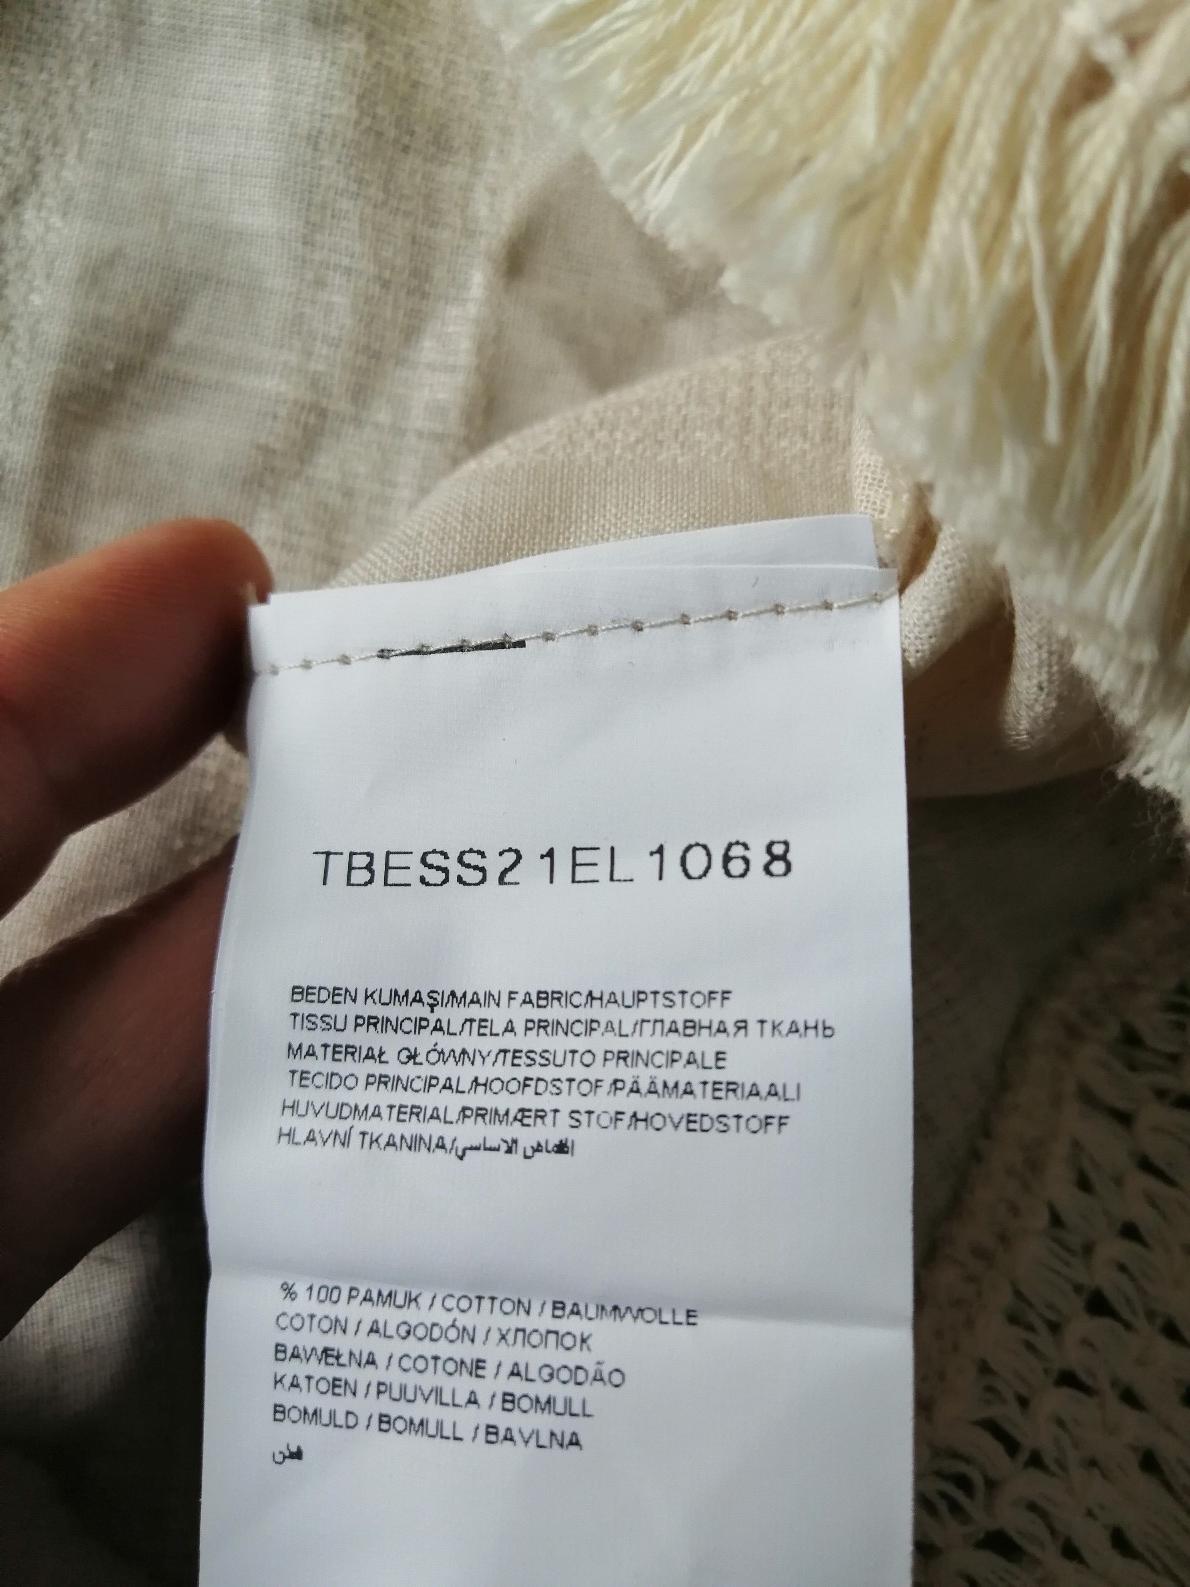 TBESS21EL1068
BEDEN KUMAŞI/MAIN FABRIC/HAUPTSTOFF
TISSU PRINCIPAL/TELA PRINCIPAL/ГЛАВНАЯ ТКАНЬ
MATERIAŁ GŁÓWNY/TESSUTO PRINCIPALE
TECIDO PRINCIPAL/HOOFDSTOF/PÄÄMATERIAALI
HUVUDMATERIAL/PRIMÆRT STOF/HOVEDSTOFF
HLAVNÍ TKANINA/القماش الاساسي
% 100 PAMUK / COTTON / BAUMWOLLE
COTON / ALGODÓN / ХЛОПОК
BAWEŁNA / COTONE / ALGODÃO
KATOEN / PUUVILLA / BOMULL
BOMULD / BOMULL / BAVLNA
قطن